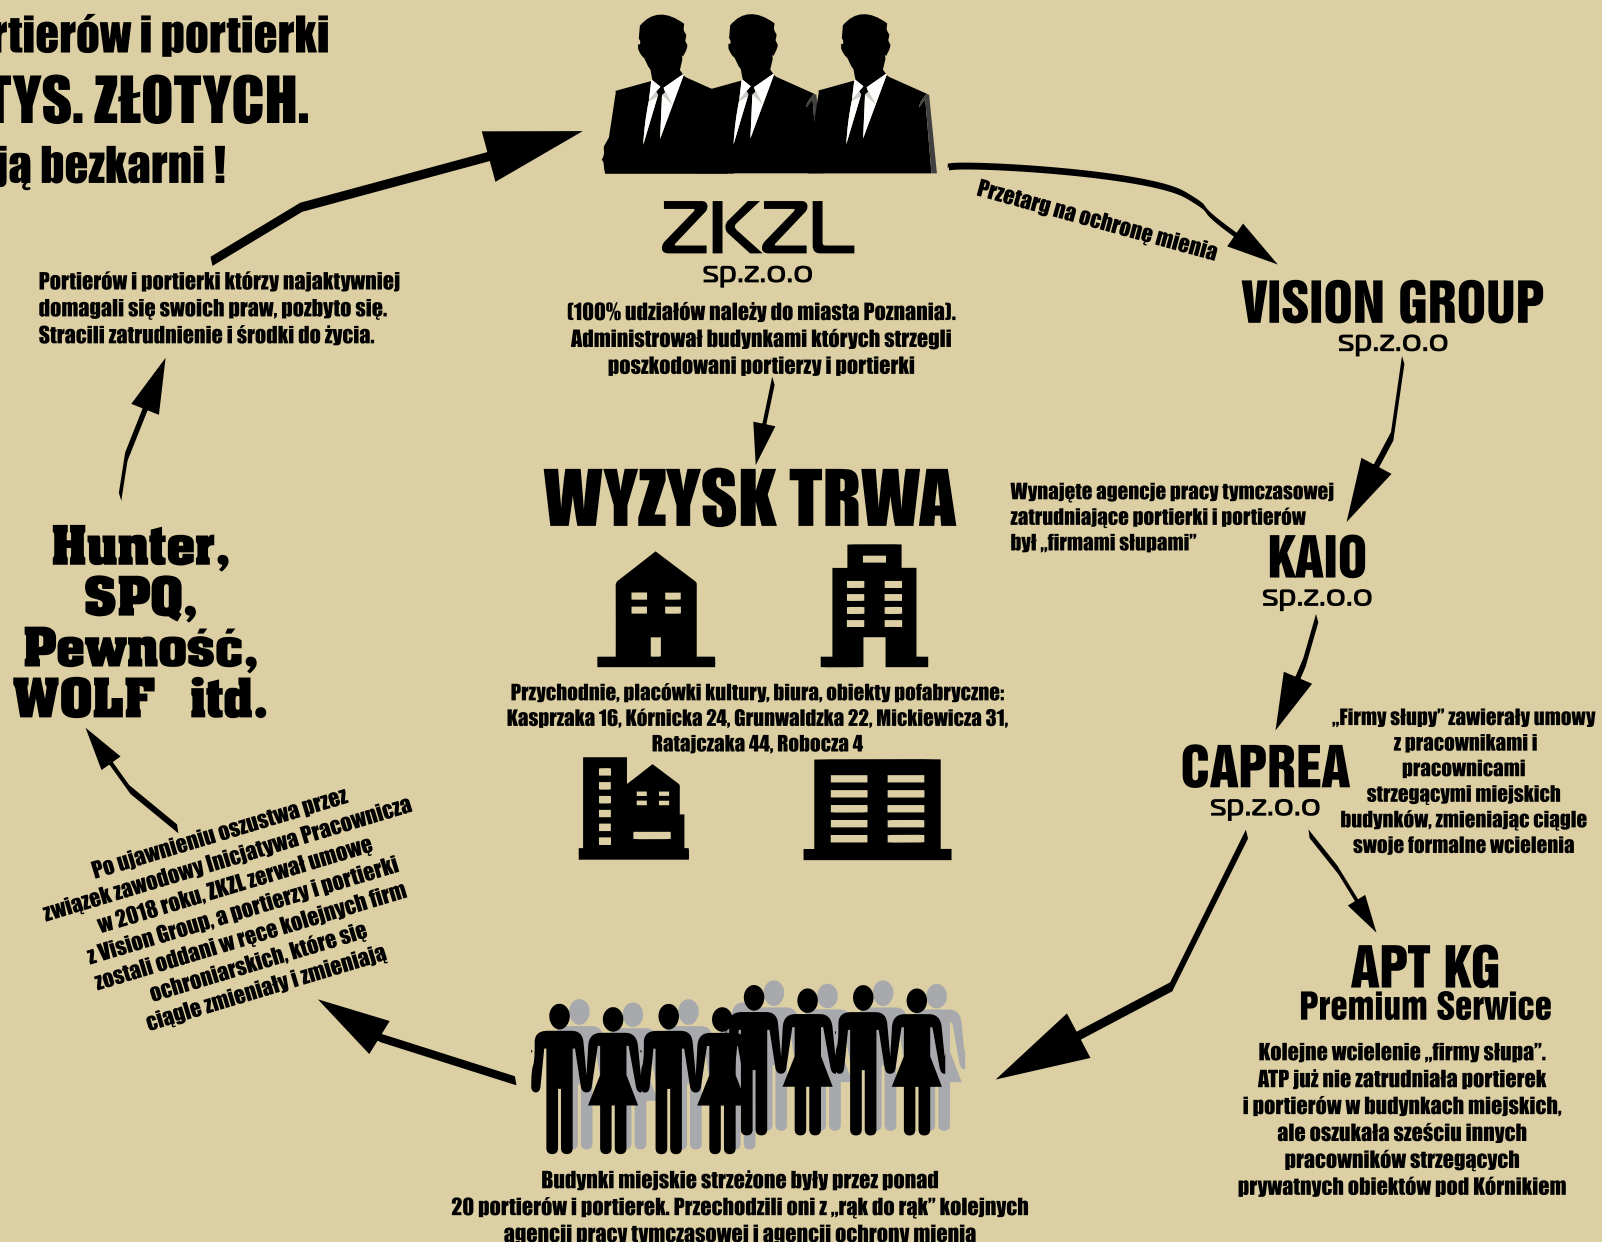 rtierów i portierki
TYS. ZŁOTYCH.
ją bezkarni !
ZKZL
sp.z.o.o
(100% udziałów należy do miasta Poznania).
Administrował budynkami których strzegli
poszkodowani portierzy i portierki
Przetarg na ochronę mienia
VISION GROUP
sp.z.o.o
Wynajęte agencje pracy tymczasowej
zatrudniające portierki i portierów
był „firmami słupami”
KAIO
sp.z.o.o
CAPREA
sp.z.o.o
„Firmy słupy” zawierały umowy
z pracownikami i
pracownicami
strzegącymi miejskich
budynków, zmieniając ciągle
swoje formalne wcielenia
APT KG
Premium Serwice
Kolejne wcielenie „firmy słupa”.
ATP już nie zatrudniała portierek
i portierów w budynkach miejskich,
ale oszukała sześciu innych
pracowników strzegących
prywatnych obiektów pod Kórnikiem
Budynki miejskie strzeżone były przez ponad
20 portierów i portierek. Przechodzili oni z „rąk do rąk” kolejnych
agencji pracy tymczasowej i agencji ochrony mienia
Po ujawnieniu oszustwa przez
związek zawodowy Inicjatywa Pracownicza
w 2018 roku, ZKZL zerwał umowę
z Vision Group, a portierzy i portierki
zostali oddani w ręce kolejnych firm
ochroniarskich, które się
ciągle zmieniały i zmieniają
Hunter,
SPQ,
Pewność,
WOLF itd.
Portierów i portierki którzy najaktywniej
domagali się swoich praw, pozbyto się.
Stracili zatrudnienie i środki do życia.
WYZYSK TRWA
Przychodnie, placówki kultury, biura, obiekty pofabryczne:
Kasprzaka 16, Kórnicka 24, Grunwaldzka 22, Mickiewicza 31,
Ratajczaka 44, Robocza 4